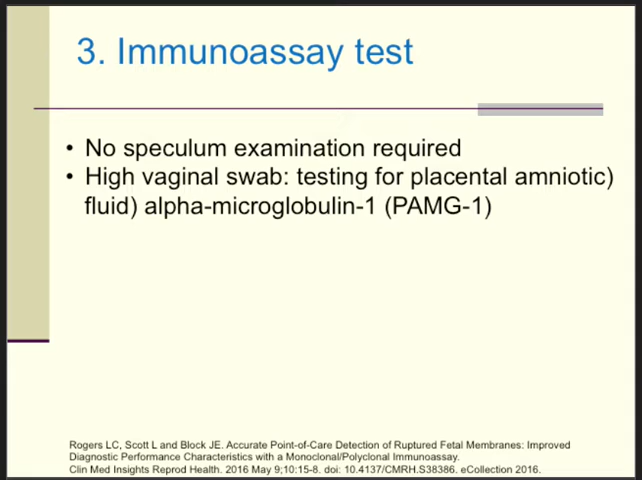 3. Immunoassay test
• No speculum examination required
• High vaginal swab: testing for placental amniotic)
fluid) alpha-microglobulin-1 (PAMG-1)
Rogers LC, Scott L and Block JE. Accurate Point-of-Care Detection of Ruptured Fetal Membranes: Improved
Diagnostic Performance Characteristics with a Monoclonal/Polyclonal Immunoassay.
Clin Med Insights Reprod Health. 2016 May 9;10:15-8. doi: 10.4137/CMRH.S38386. eCollection 2016.